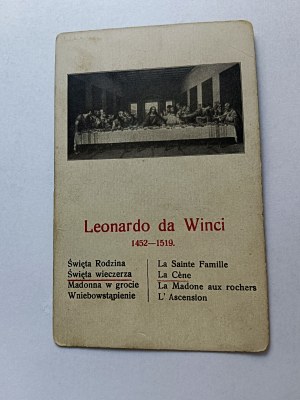 Leonardo da Winci
1452—1519.
Święta Rodzina
Święta wieczerza
Madonna w grocie
Wniebowstąpienie
La Sainte Famille
La Cène
La Madone aux rochers
L' Ascension